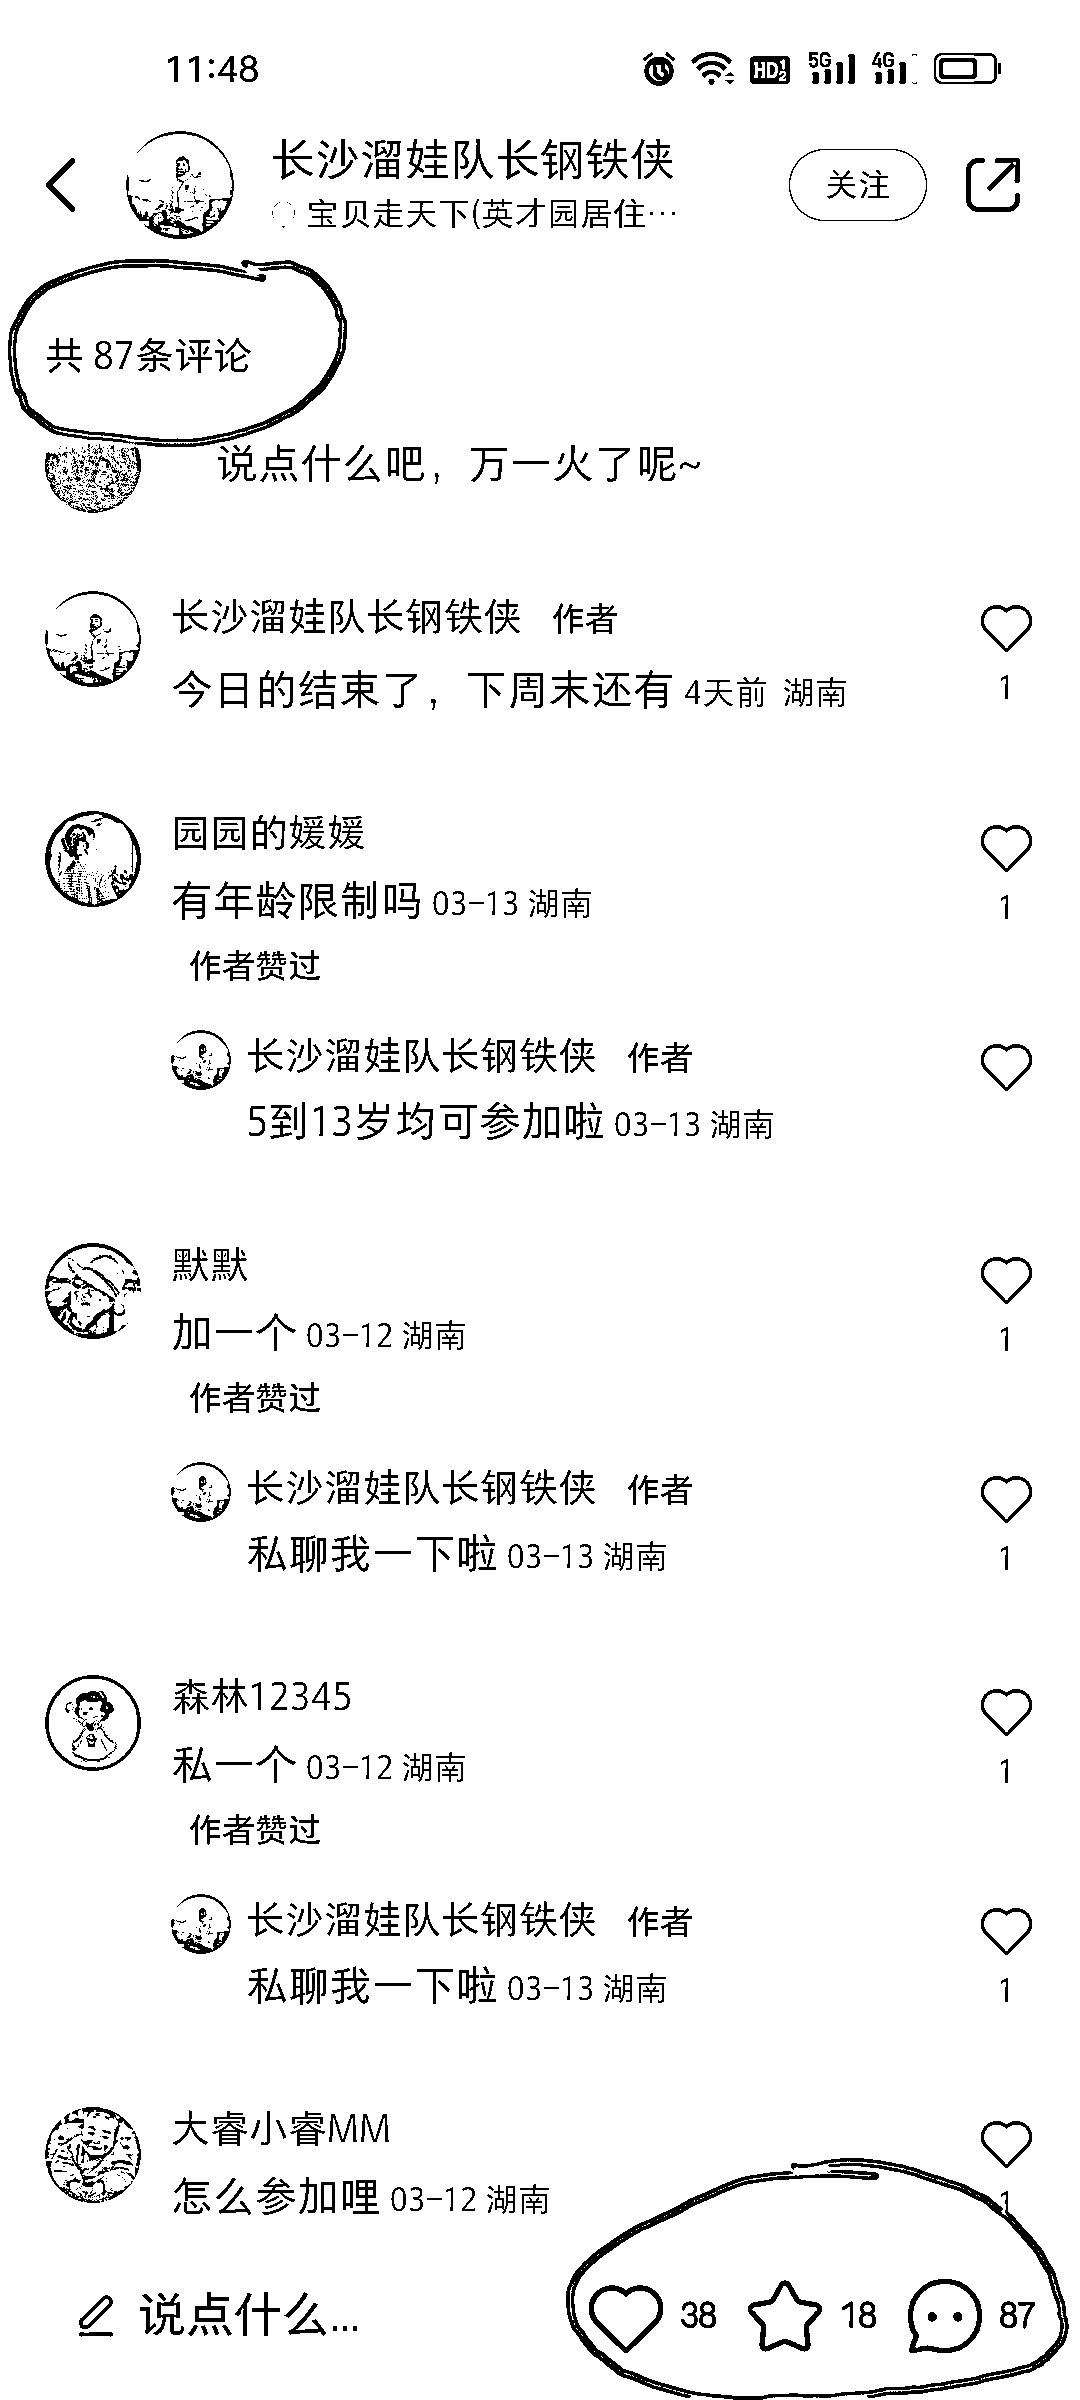 11:48
HD 5G 4G
长沙溜娃队长钢铁侠
关注
宝贝走天下(英才园居住…
共 87条评论
说点什么吧，万一火了呢~
长沙溜娃队长钢铁侠 作者
今日的结束了，下周末还有 4天前 湖南
1
园园的媛媛
有年龄限制吗 03-13 湖南
1
作者赞过
长沙溜娃队长钢铁侠 作者
5到13岁均可参加啦 03-13 湖南
默默
加一个 03-12 湖南
1
作者赞过
长沙溜娃队长钢铁侠 作者
私聊我一下啦 03-13 湖南
1
森林12345
私一个 03-12 湖南
1
作者赞过
长沙溜娃队长钢铁侠 作者
私聊我一下啦 03-13 湖南
1
大睿小睿MM
怎么参加哩 03-12 湖南
1
说点什么... 38 18 87